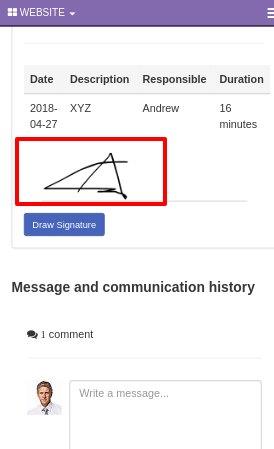 WEBSITE
Date Description Responsible Duration
2018- XYZ Andrew 16
04-27 minutes
Draw Signature
Message and communication history
1 comment
Write a message...